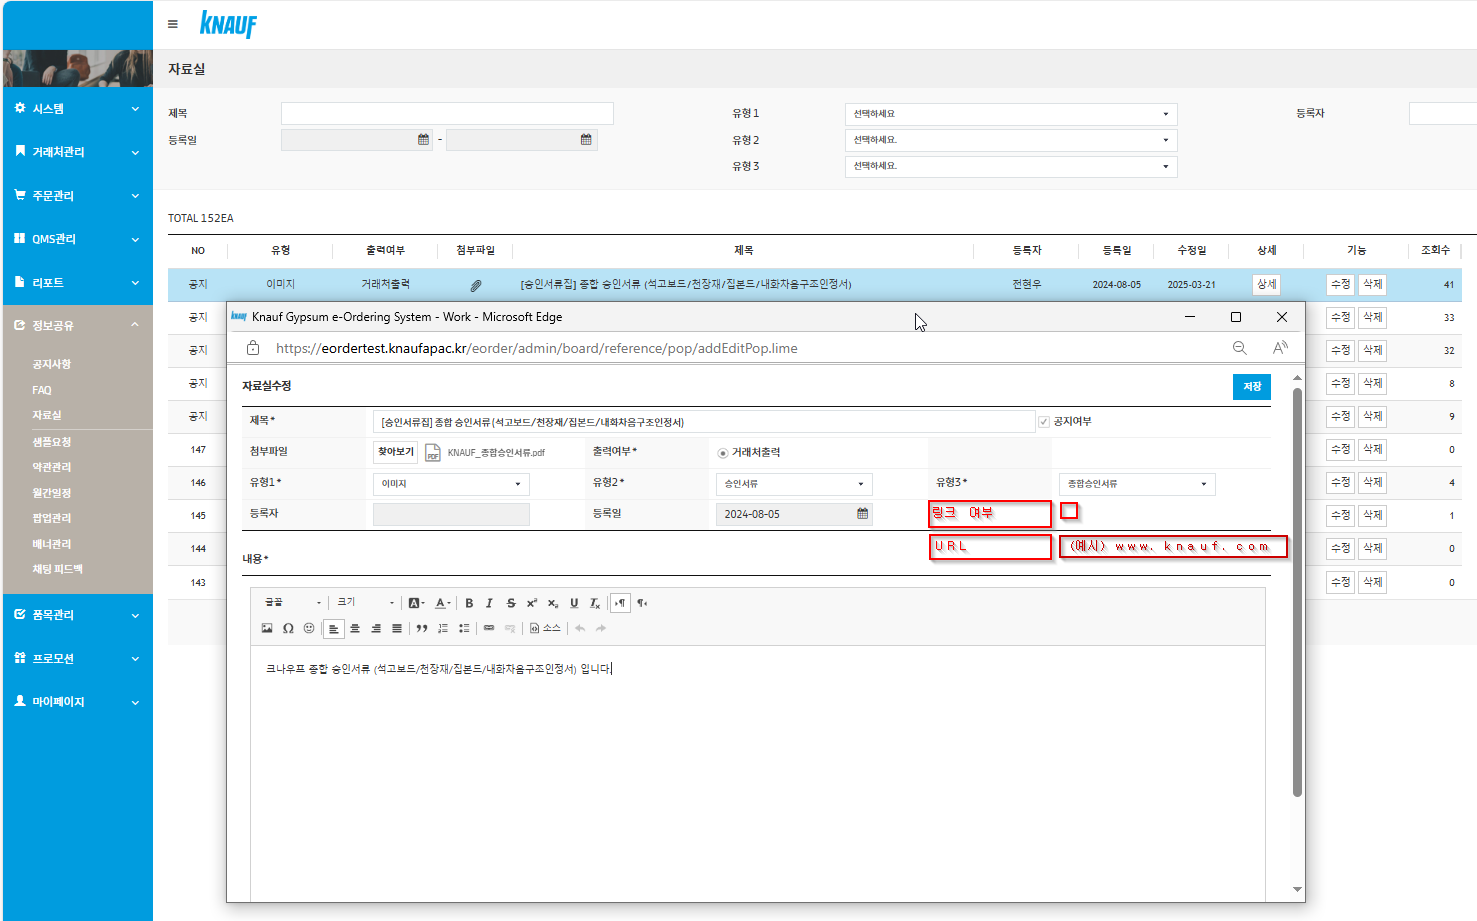 KNAUF
자료실
제목 유형1 선택하세요 등록자
등록일 - 유형2 선택하세요.
유형3 선택하세요.
시스템
거래처관리
주문관리
QMS관리
리포트
정보공유
공지사항
FAQ
자료실
샘플요청
약관관리
월간일정
팝업관리
배너관리
채팅 피드백
품목관리
프로모션
마이페이지
TOTAL 152EA
NO 유형 출력여부 첨부파일 제목 등록자 등록일 수정일 상세 기능 조회수
공지 이미지 거래처출력 [승인서류집] 종합 승인서류 (석고보드/천장재/집본드/내화차음구조인정서) 전현우 2024-08-05 2025-03-21 상세 수정 삭제 41
공지 수정 삭제 33
공지 수정 삭제 32
공지 수정 삭제 8
공지 수정 삭제 9
147 수정 삭제 0
146 수정 삭제 4
145 수정 삭제 1
144 수정 삭제 0
143 수정 삭제 0
KNAUF Knauf Gypsum e-Ordering System - Work - Microsoft Edge
https://eordertest.knaufapac.kr/eorder/admin/board/reference/pop/addEditPop.lime
자료실수정 저장
제목* [승인서류집] 종합 승인서류 (석고보드/천장재/집본드/내화차음구조인정서) 공지여부
첨부파일 찾아보기 PDF KNAUF_종합승인서류.pdf 출력여부* 거래처출력
유형1* 이미지 유형2* 승인서류 유형3* 종합승인서류
등록자 등록일 2024-08-05 링크 여부
URL (예시) www.knauf.com
내용*
글꼴 크기 A A B I S x² x₂ U Tx
Ω 소스
크나우프 종합 승인서류 (석고보드/천장재/집본드/내화차음구조인정서) 입니다.